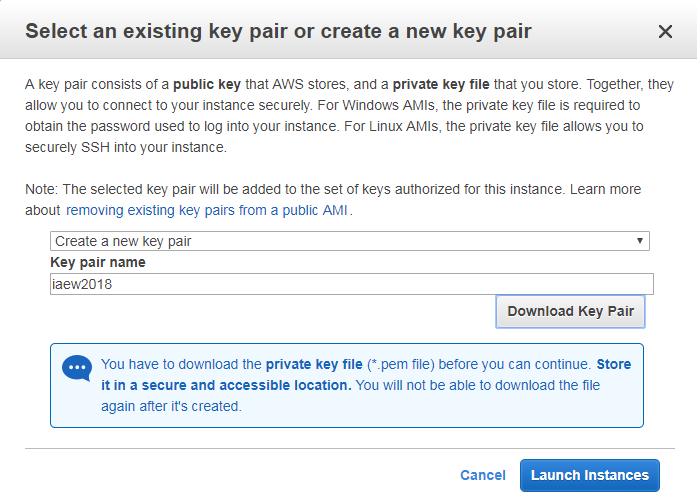 Select an existing key pair or create a new key pair
A key pair consists of a public key that AWS stores, and a private key file that you store. Together, they
allow you to connect to your instance securely. For Windows AMIs, the private key file is required to
obtain the password used to log into your instance. For Linux AMIs, the private key file allows you to
securely SSH into your instance.
Note: The selected key pair will be added to the set of keys authorized for this instance. Learn more
about removing existing key pairs from a public AMI.
Create a new key pair
Key pair name
iaew2018
Download Key Pair
You have to download the private key file (*.pem file) before you can continue. Store
it in a secure and accessible location. You will not be able to download the file
again after it's created.
Cancel Launch Instances